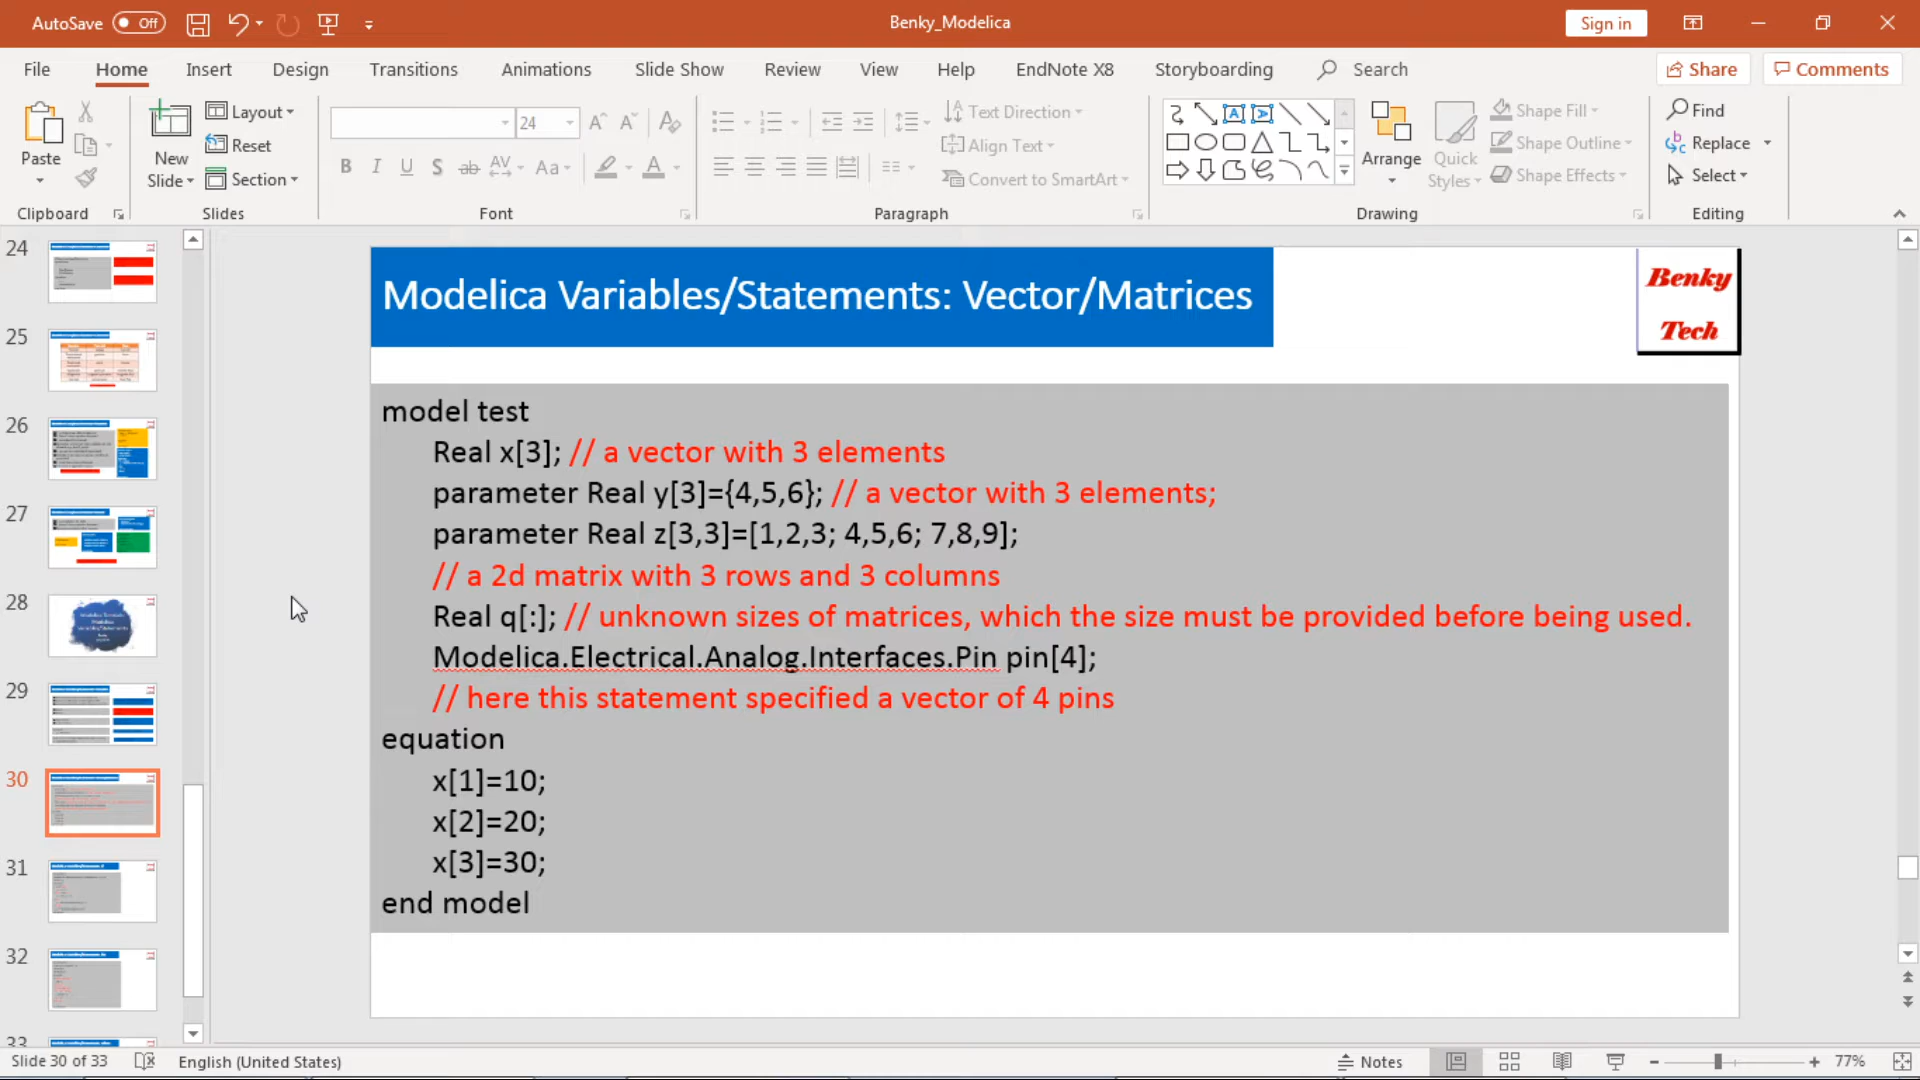 AutoSave Off Benky_Modelica Sign in
File Home Insert Design Transitions Animations Slide Show Review View Help EndNote X8 Storyboarding Search Share Comments
Paste New Slide Layout Reset Section
24 Text Direction Align Text Convert to SmartArt
Arrange Quick Styles Shape Fill Shape Outline Shape Effects
Find Replace Select
Clipboard Slides Font Paragraph Drawing Editing
24
25
26
27
28
29
30
31
32
33
Modelica Variables/Statements: Vector/Matrices
Benky
Tech
model test
Real x[3]; // a vector with 3 elements
parameter Real y[3]={4,5,6}; // a vector with 3 elements;
parameter Real z[3,3]=[1,2,3; 4,5,6; 7,8,9];
// a 2d matrix with 3 rows and 3 columns
Real q[:]; // unknown sizes of matrices, which the size must be provided before being used.
Modelica.Electrical.Analog.Interfaces.Pin pin[4];
// here this statement specified a vector of 4 pins
equation
x[1]=10;
x[2]=20;
x[3]=30;
end model
Slide 30 of 33 English (United States) Notes 77%